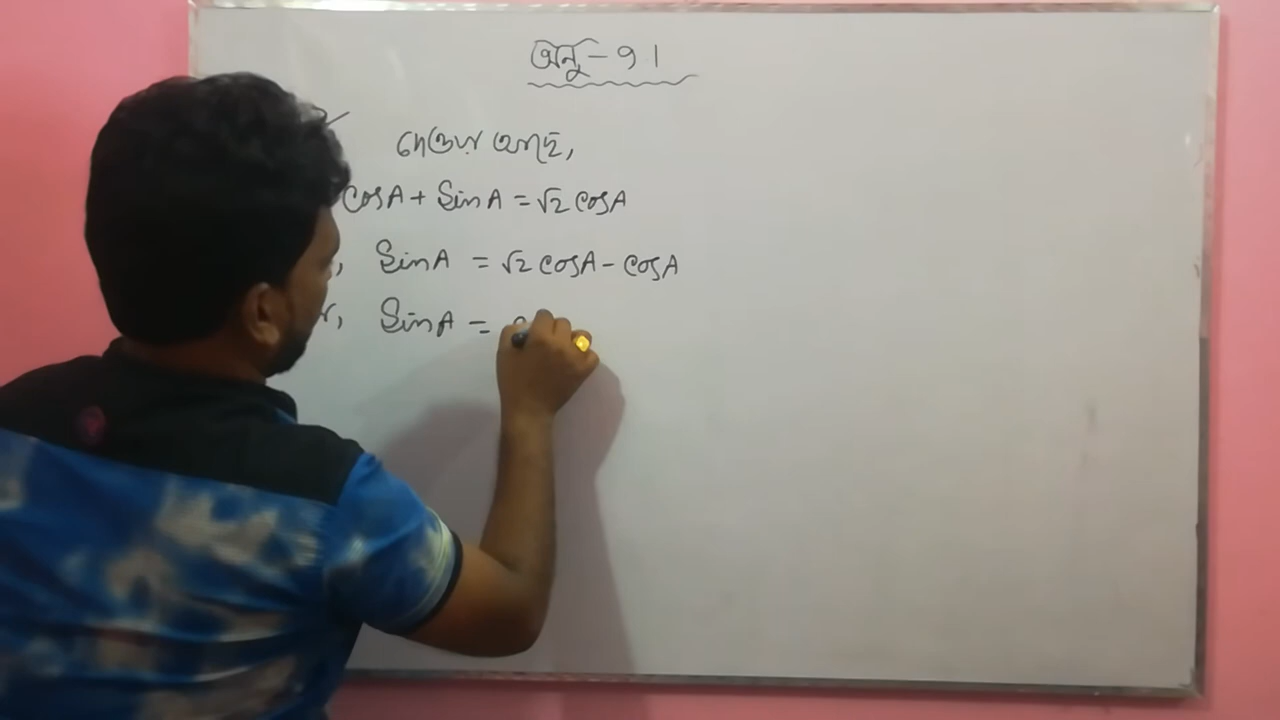 অনু - ৭।
দেওয়া আছে,
cosA + SinA = √2 cosA
, SinA = √2 cosA - cosA
, SinA =